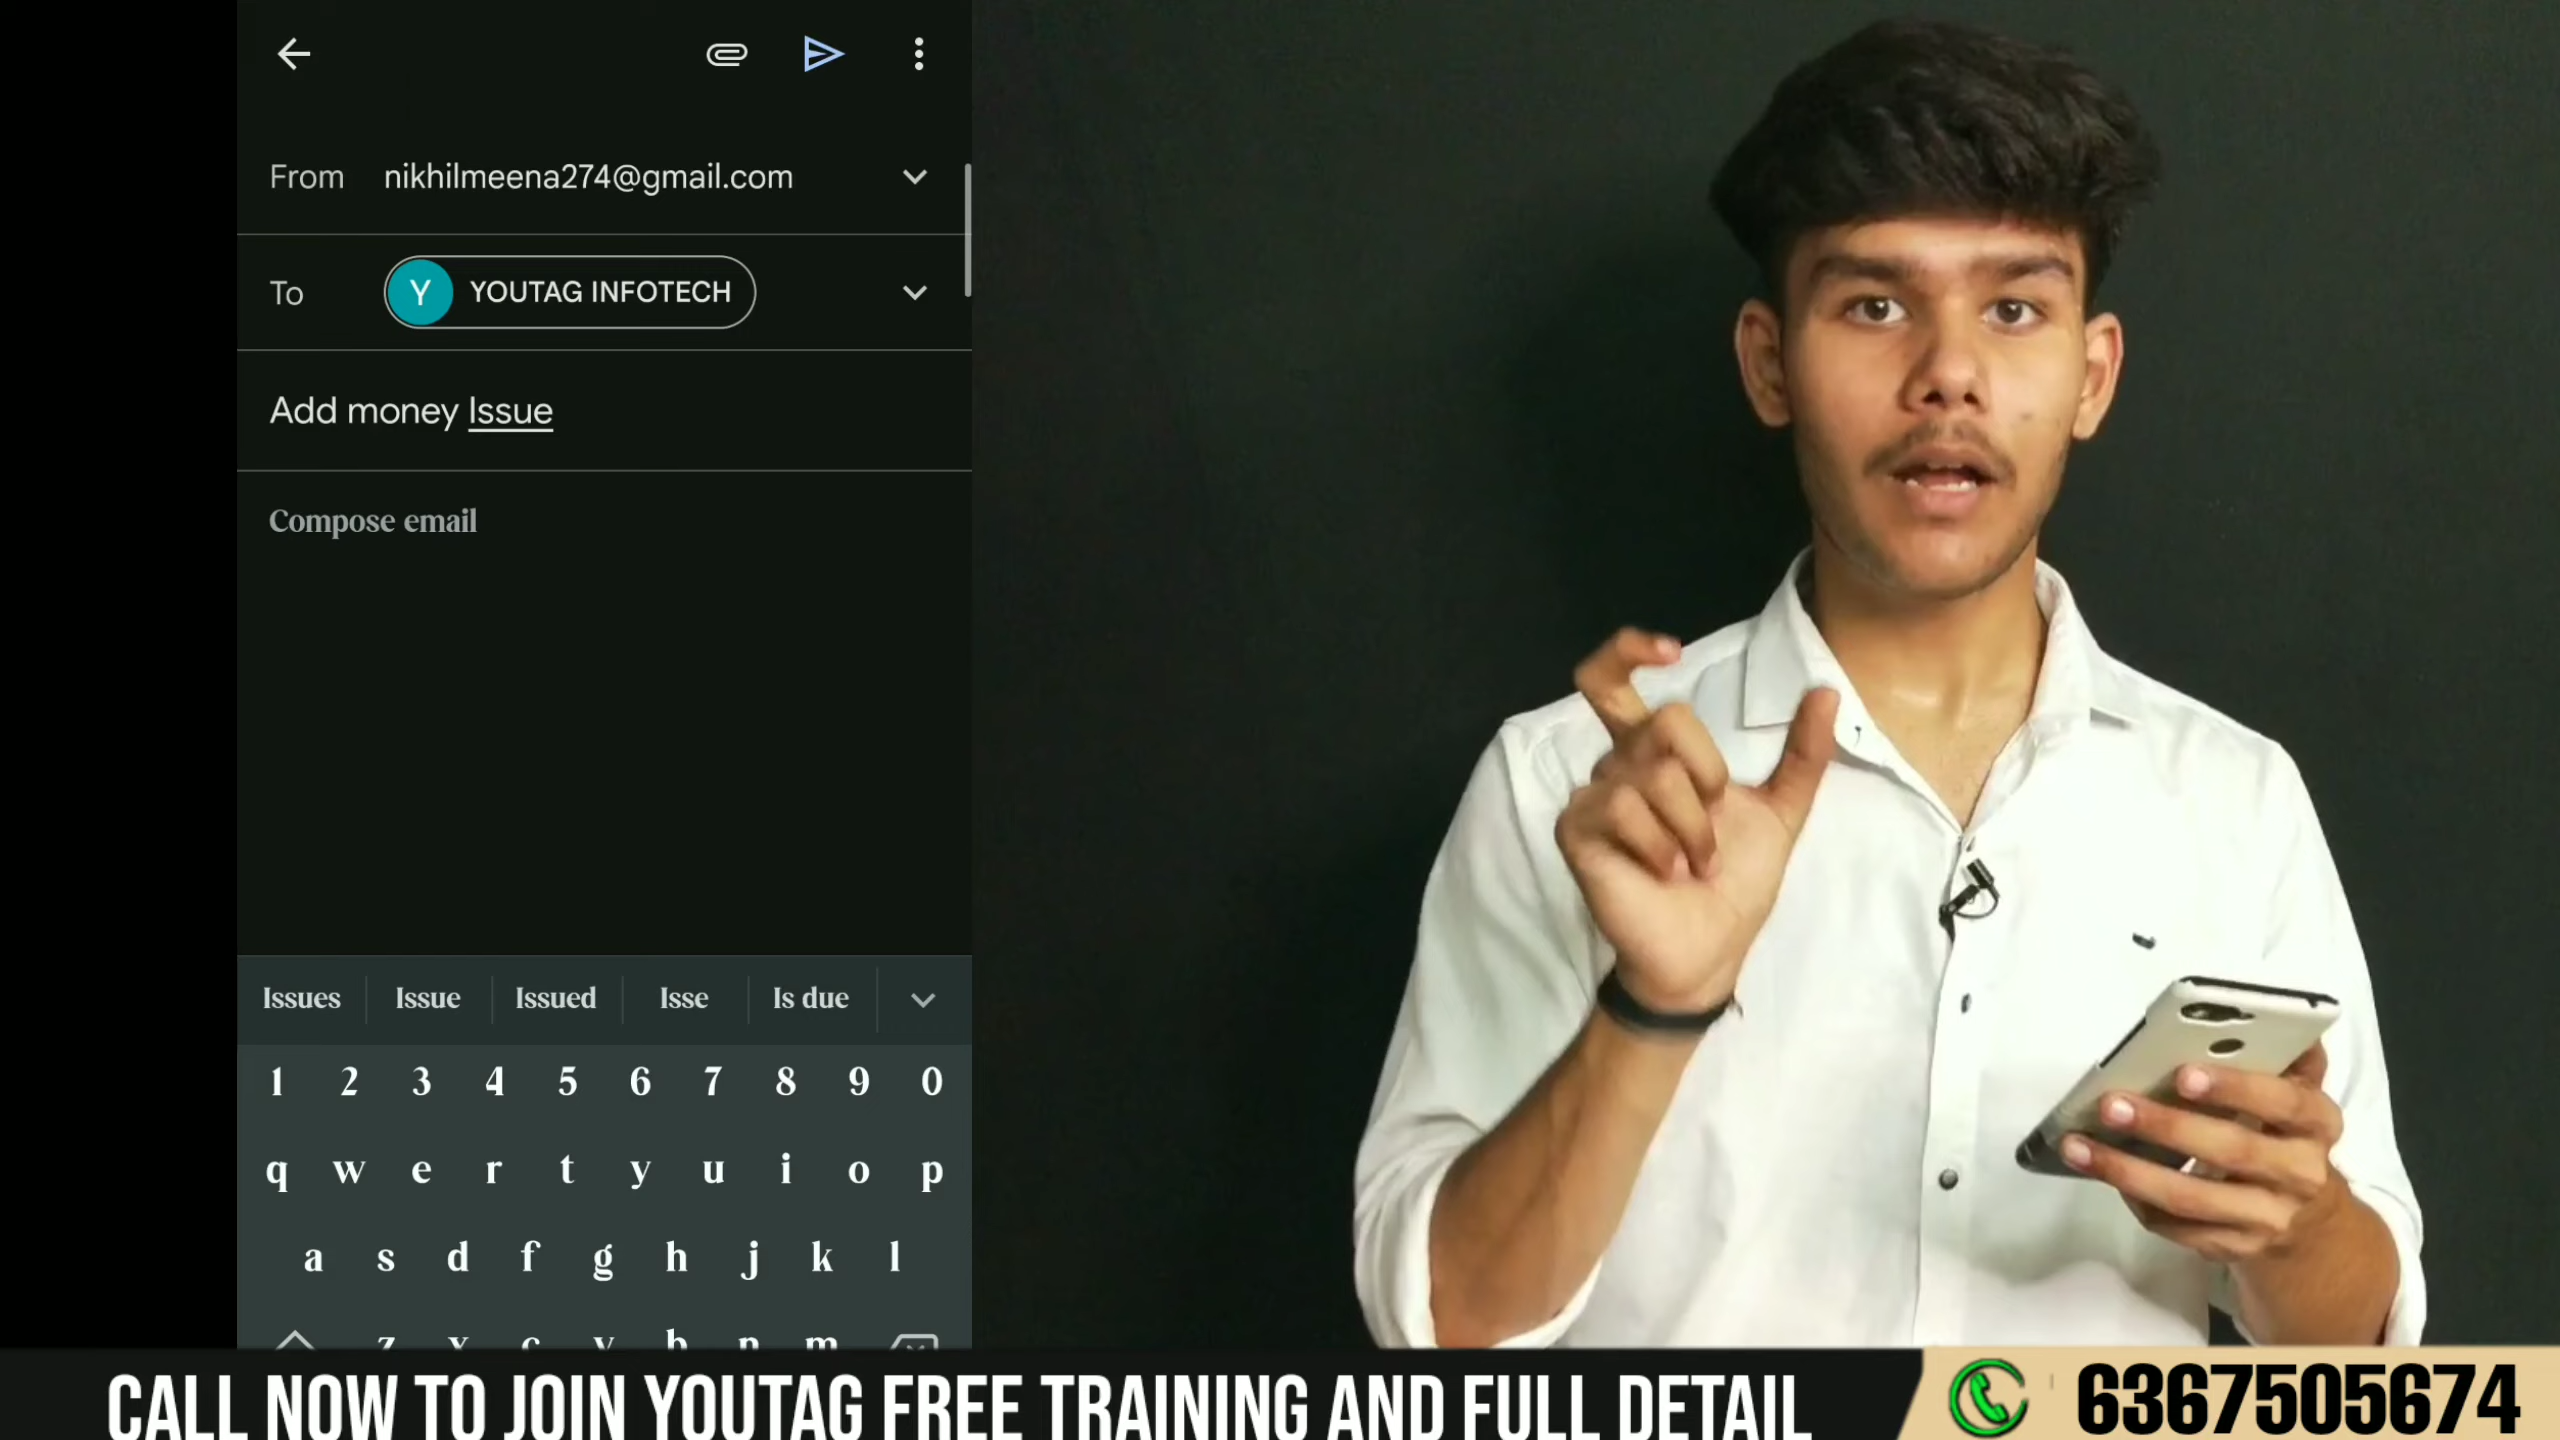 From nikhilmeena274@gmail.com
To Y YOUTAG INFOTECH
Add money Issue
Compose email
Issues Issue Issued Isse Is due
1 2 3 4 5 6 7 8 9 0
q w e r t y u i o p
a s d f g h j k l
z x c v b n m
CALL NOW TO JOIN YOUTAG FREE TRAINING AND FULL DETAIL
6367505674